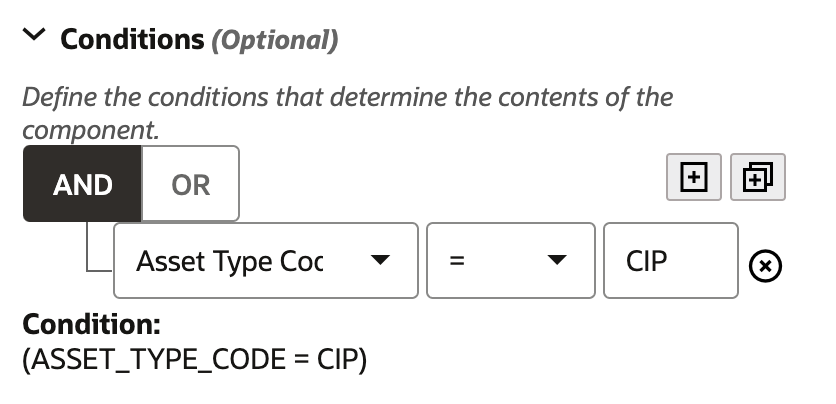 Conditions (Optional)
Define the conditions that determine the contents of the
component.
AND OR
Asset Type Coc = CIP
Condition:
(ASSET_TYPE_CODE = CIP)